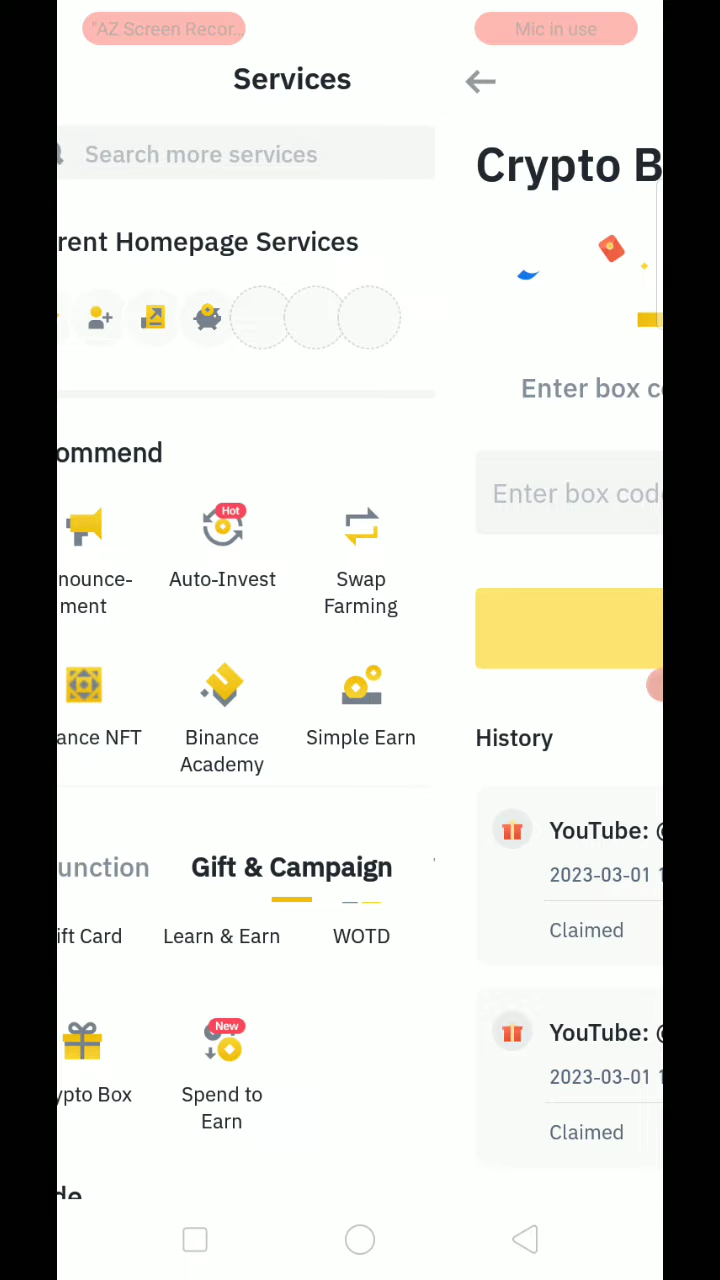 "AZ Screen Recor...
Mic in use
Services
Search more services
rent Homepage Services
ommend
nounce-
ment
Hot
Auto-Invest
Swap
Farming
ance NFT
Binance
Academy
Simple Earn
unction
Gift & Campaign
ift Card
Learn & Earn
WOTD
ypto Box
New
Spend to
Earn
de
Crypto B
Enter box c
Enter box cod
History
YouTube: @
2023-03-01 1
Claimed
YouTube: @
2023-03-01 1
Claimed